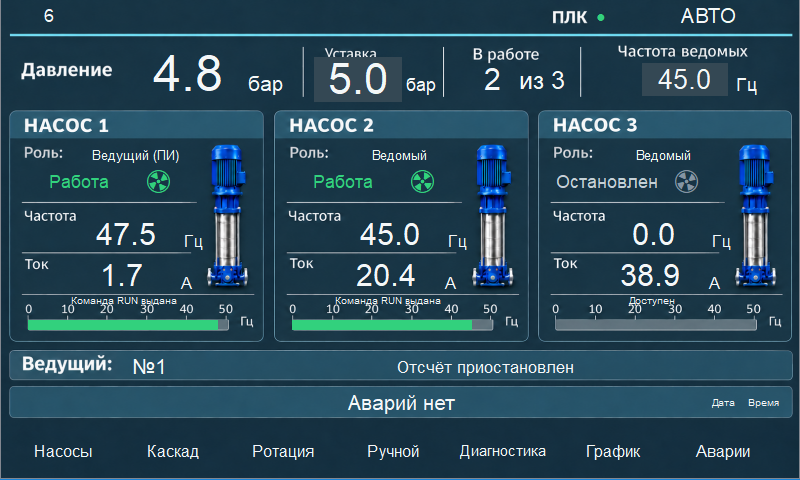 6 ПЛК АВТО
Давление 4.8 бар Уставка 5.0 бар В работе 2 из 3 Частота ведомых 45.0 Гц
НАСОС 1
Роль: Ведущий (ПИ)
Работа
Частота
47.5 Гц
Ток
1.7 A
Команда RUN выдана
0 10 20 30 40 50 Гц
НАСОС 2
Роль: Ведомый
Работа
Частота
45.0 Гц
Ток
20.4 A
Команда RUN выдана
0 10 20 30 40 50 Гц
НАСОС 3
Роль: Ведомый
Остановлен
Частота
0.0 Гц
Ток
38.9 A
Доступен
0 10 20 30 40 50 Гц
Ведущий: №1 Отсчёт приостановлен
Аварий нет Дата Время
Насосы Каскад Ротация Ручной Диагностика График Аварии